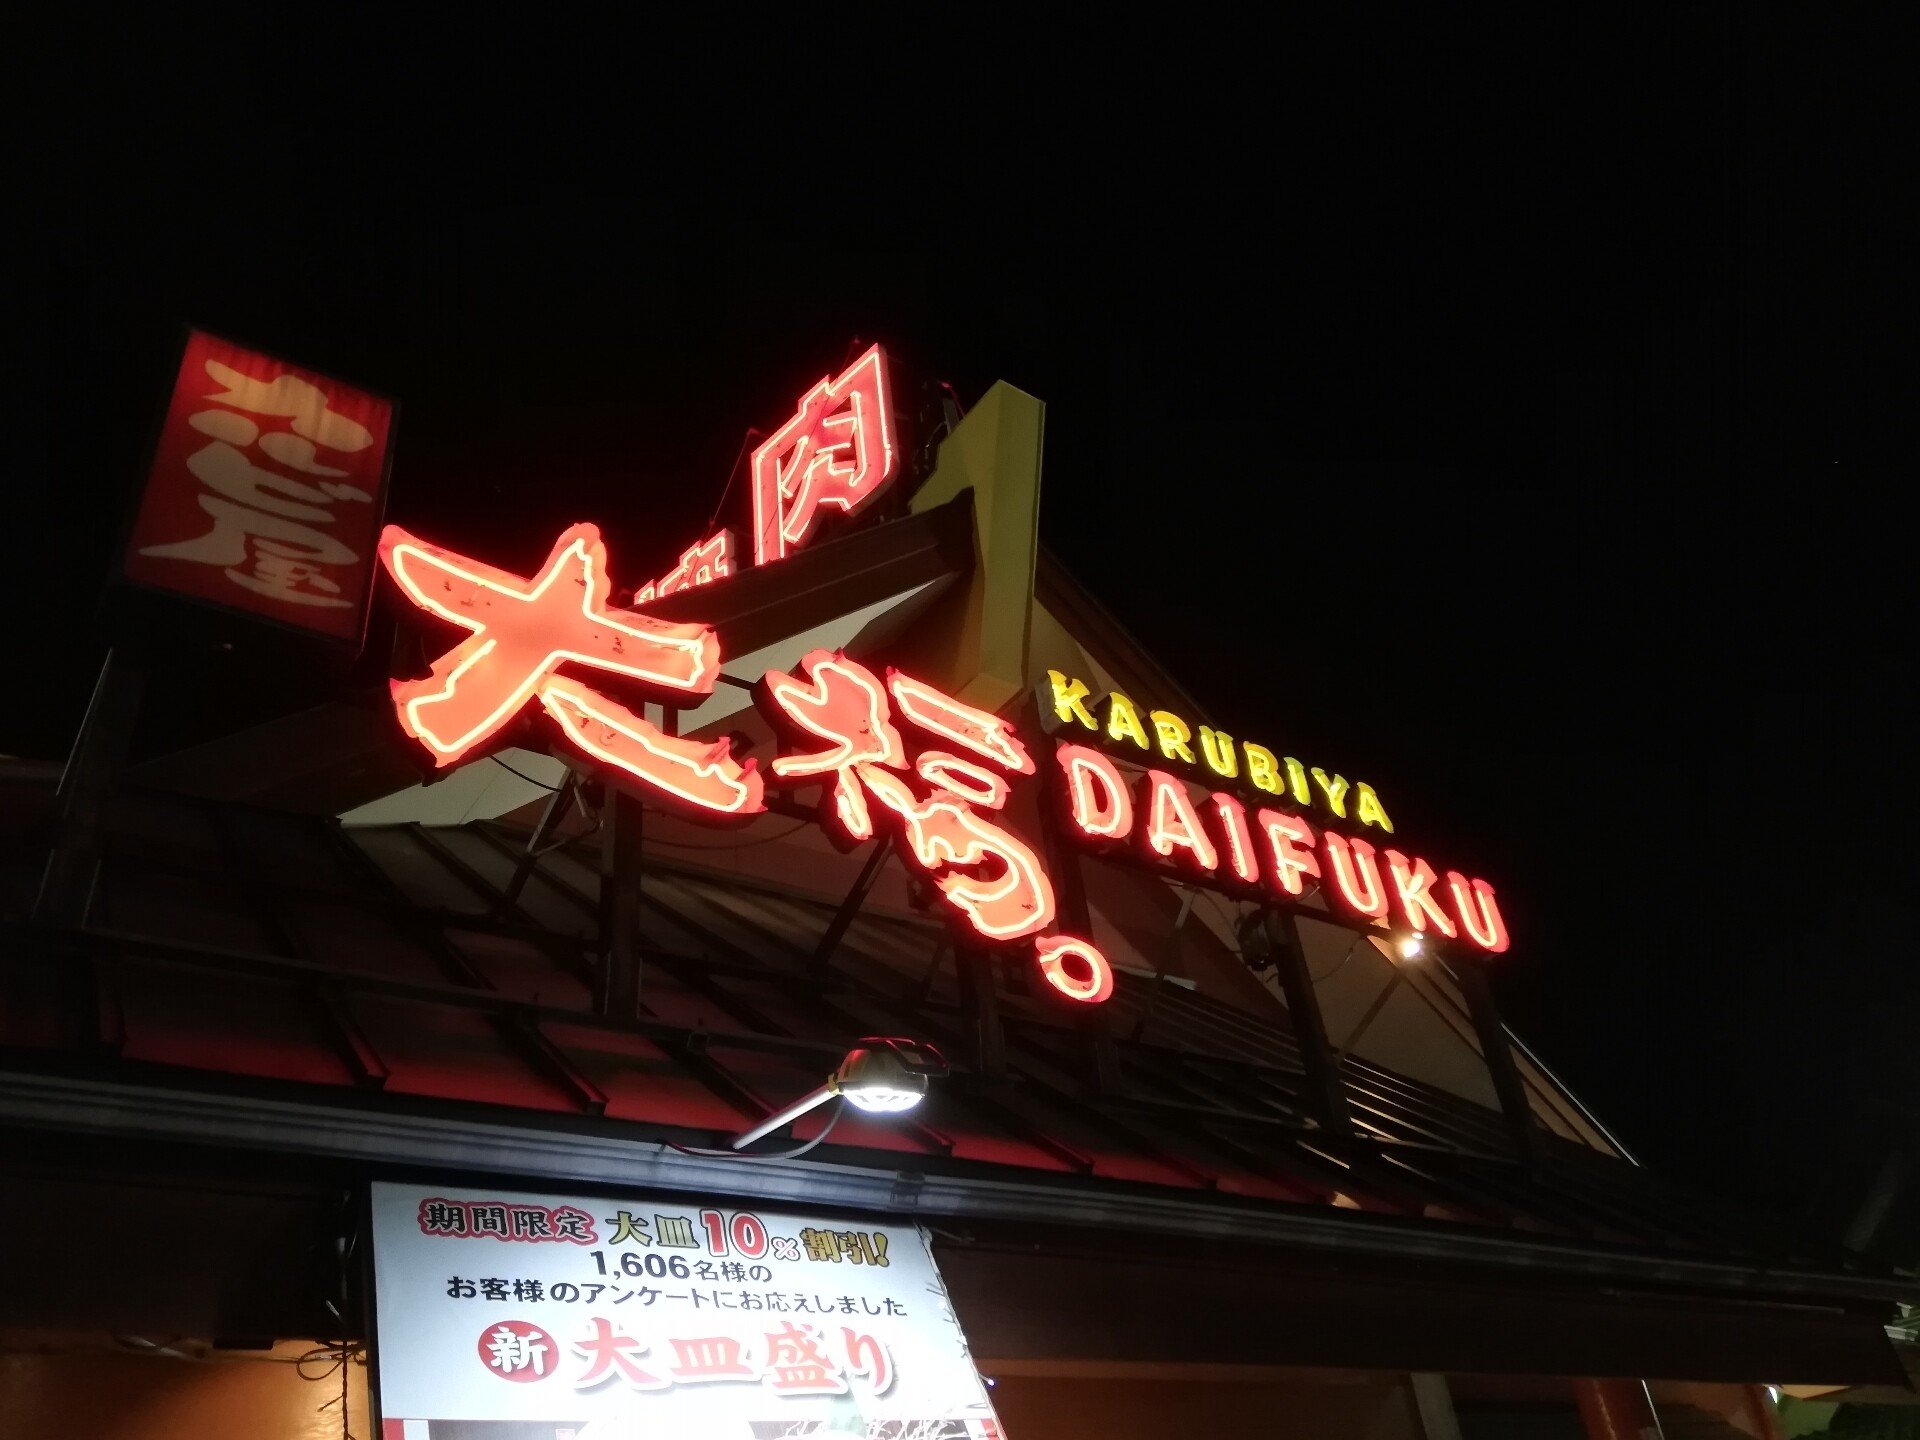 カルビ屋
焼肉
大福。
KARUBIYA
DAIFUKU
期間限定 大皿10%割引!
1,606名様の
お客様のアンケートにお応えしました
新 大皿盛り